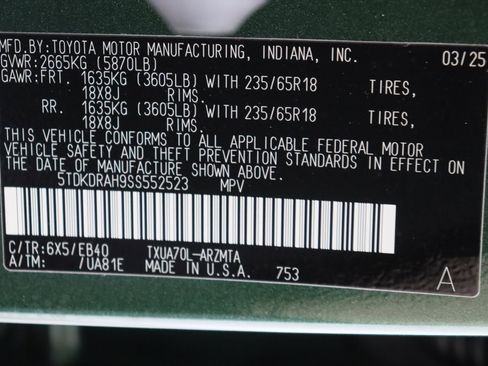 MFD.BY:TOYOTA MOTOR MANUFACTURING, INDIANA, INC. 03/25
GVWR:2665KG (5870LB)
GAWR:FRT. 1635KG (3605LB) WITH 235/65R18 TIRES,
18X8J RIMS.
RR. 1635KG (3605LB) WITH 235/65R18 TIRES,
18X8J RIMS.
THIS VEHICLE CONFORMS TO ALL APPLICABLE FEDERAL MOTOR
VEHICLE SAFETY AND THEFT PREVENTION STANDARDS IN EFFECT ON
THE DATE OF MANUFACTURE SHOWN ABOVE.
5TDKDRAH9SS552523 MPV
C/TR:6X5/EB40 TXUA70L-ARZMTA
A/TM: /UA81E MADE IN U.S.A. 753 A